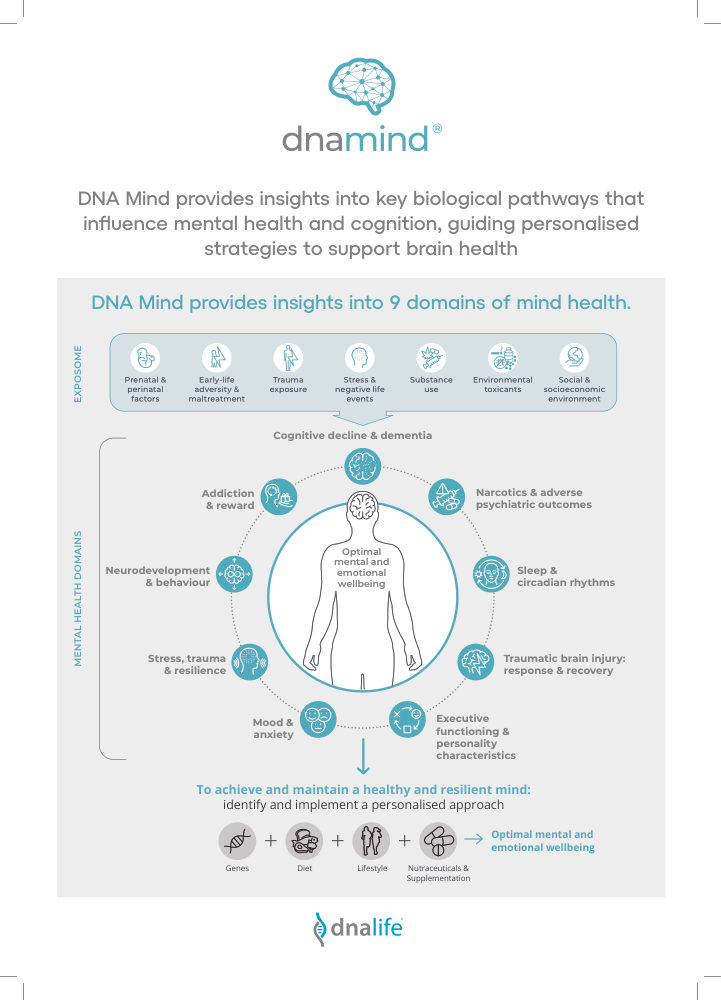 dnamind®
DNA Mind provides insights into key biological pathways that
influence mental health and cognition, guiding personalised
strategies to support brain health
DNA Mind provides insights into 9 domains of mind health.
EXPOSOME
Prenatal &
perinatal
factors
Early-life
adversity &
maltreatment
Trauma
exposure
Stress &
negative life
events
Substance
use
Environmental
toxicants
Social &
socioeconomic
environment
MENTAL HEALTH DOMAINS
Cognitive decline & dementia
Addiction
& reward
Narcotics & adverse
psychiatric outcomes
Optimal
mental and
emotional
wellbeing
Neurodevelopment
& behaviour
Sleep &
circadian rhythms
Stress, trauma
& resilience
Traumatic brain injury:
response & recovery
Mood &
anxiety
Executive
functioning &
personality
characteristics
To achieve and maintain a healthy and resilient mind:
identify and implement a personalised approach
Genes
+
Diet
+
Lifestyle
+
Nutraceuticals &
Supplementation
Optimal mental and
emotional wellbeing
dnalife